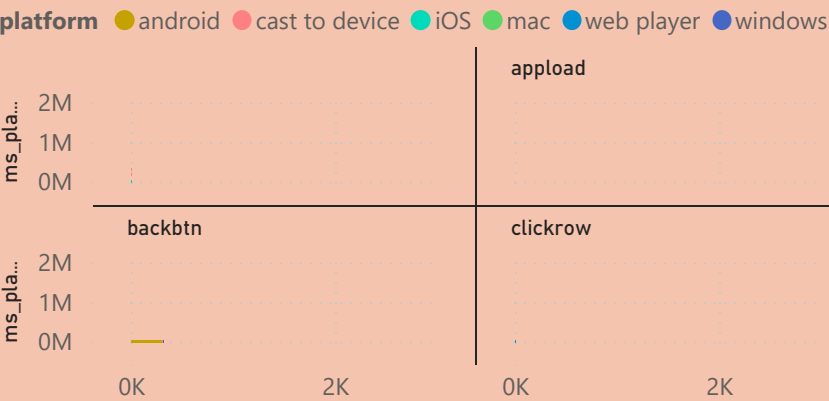 platform android cast to device iOS mac web player windows
appload
ms_pla... 2M
1M
0M
backbtn clickrow
ms_pla... 2M
1M
0M
0K 2K 0K 2K